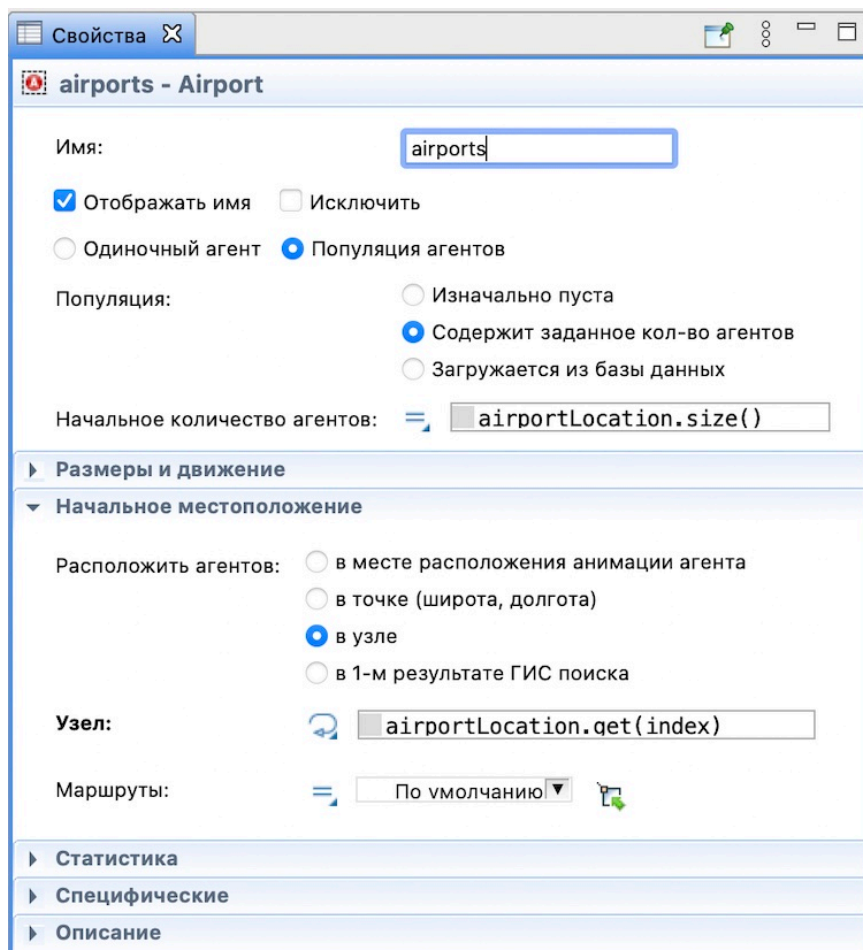 Свойства
airports - Airport
Имя: airports
Отображать имя Исключить
Одиночный агент Популяция агентов
Популяция: Изначально пуста
Содержит заданное кол-во агентов
Загружается из базы данных
Начальное количество агентов: airportLocation.size()
Размеры и движение
Начальное местоположение
Расположить агентов: в месте расположения анимации агента
в точке (широта, долгота)
в узле
в 1-м результате ГИС поиска
Узел: airportLocation.get(index)
Маршруты: По умолчанию
Статистика
Специфические
Описание